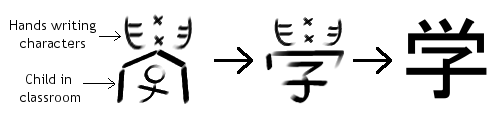 Hands writing
characters
Child in
classroom
学